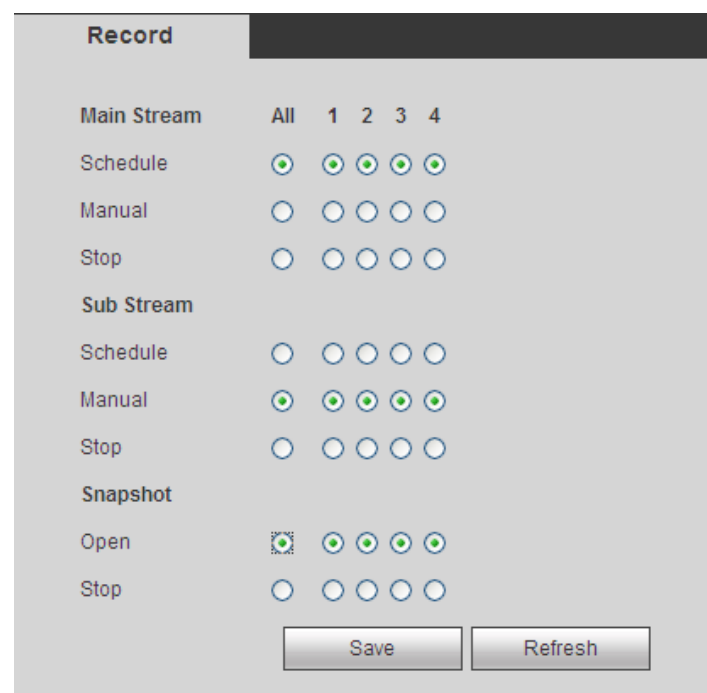 Record
Main Stream All 1 2 3 4
Schedule
Manual
Stop
Sub Stream
Schedule
Manual
Stop
Snapshot
Open
Stop
Save Refresh